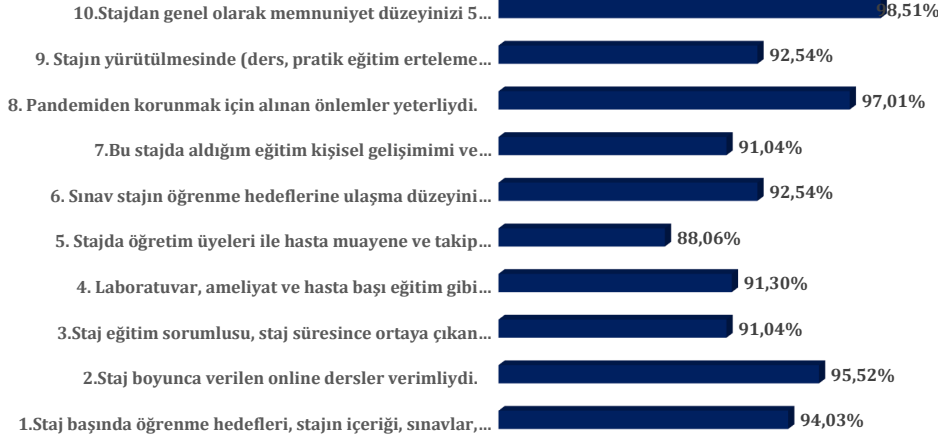 10.Stajdan genel olarak memnuniyet düzeyinizi 5... 98,51%
9. Stajın yürütülmesinde (ders, pratik eğitim erteleme... 92,54%
8. Pandemiden korunmak için alınan önlemler yeterliydi. 97,01%
7.Bu stajda aldığım eğitim kişisel gelişimimi ve... 91,04%
6. Sınav stajın öğrenme hedeflerine ulaşma düzeyini... 92,54%
5. Stajda öğretim üyeleri ile hasta muayene ve takip... 88,06%
4. Laboratuvar, ameliyat ve hasta başı eğitim gibi... 91,30%
3.Staj eğitim sorumlusu, staj süresince ortaya çıkan... 91,04%
2.Staj boyunca verilen online dersler verimliydi. 95,52%
1.Staj başında öğrenme hedefleri, stajın içeriği, sınavlar,... 94,03%